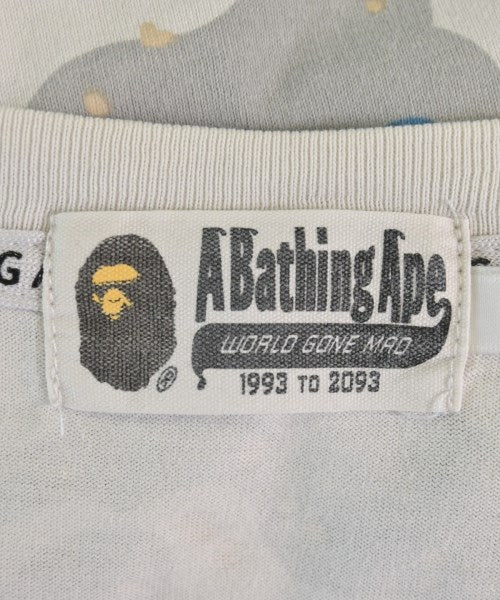 G A
ABathingApe
WORLD GONE MAD
1993 TO 2093
®